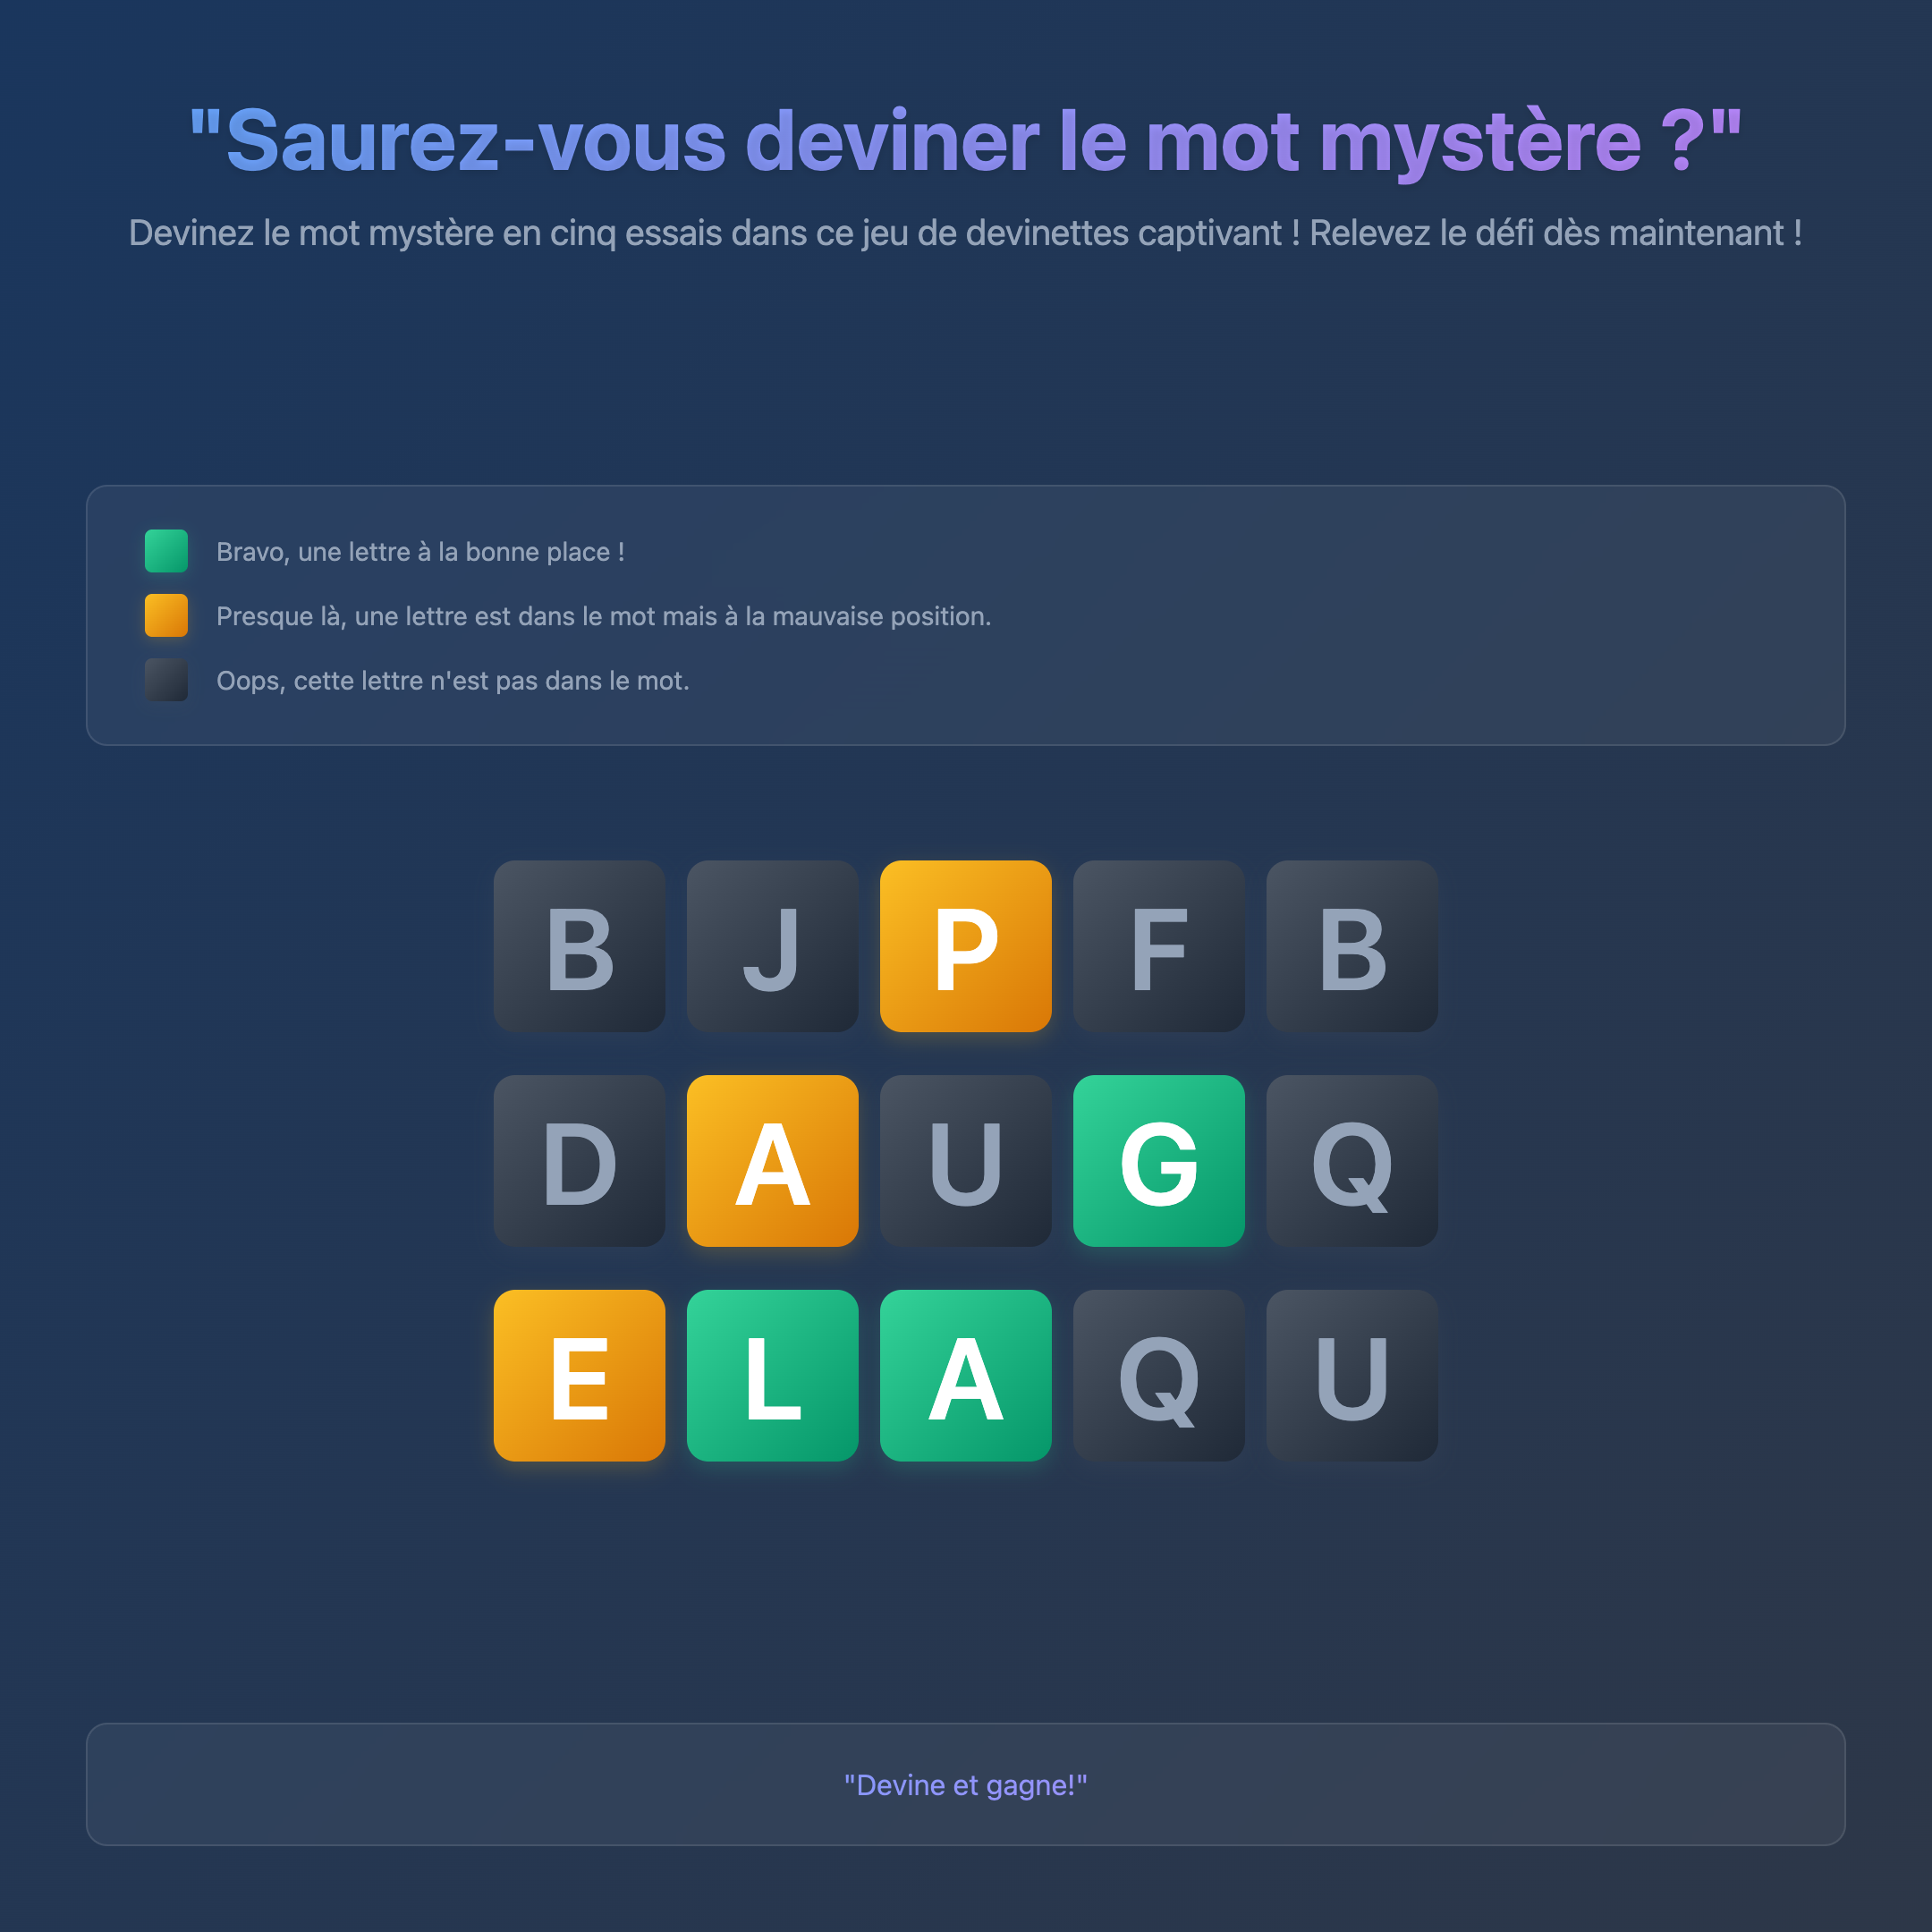 "Saurez-vous deviner le mot mystère ?"
Devinez le mot mystère en cinq essais dans ce jeu de devinettes captivant ! Relevez le défi dès maintenant !
Bravo, une lettre à la bonne place !
Presque là, une lettre est dans le mot mais à la mauvaise position.
Oops, cette lettre n'est pas dans le mot.
B J P F B
D A U G Q
E L A Q U
"Devine et gagne!"